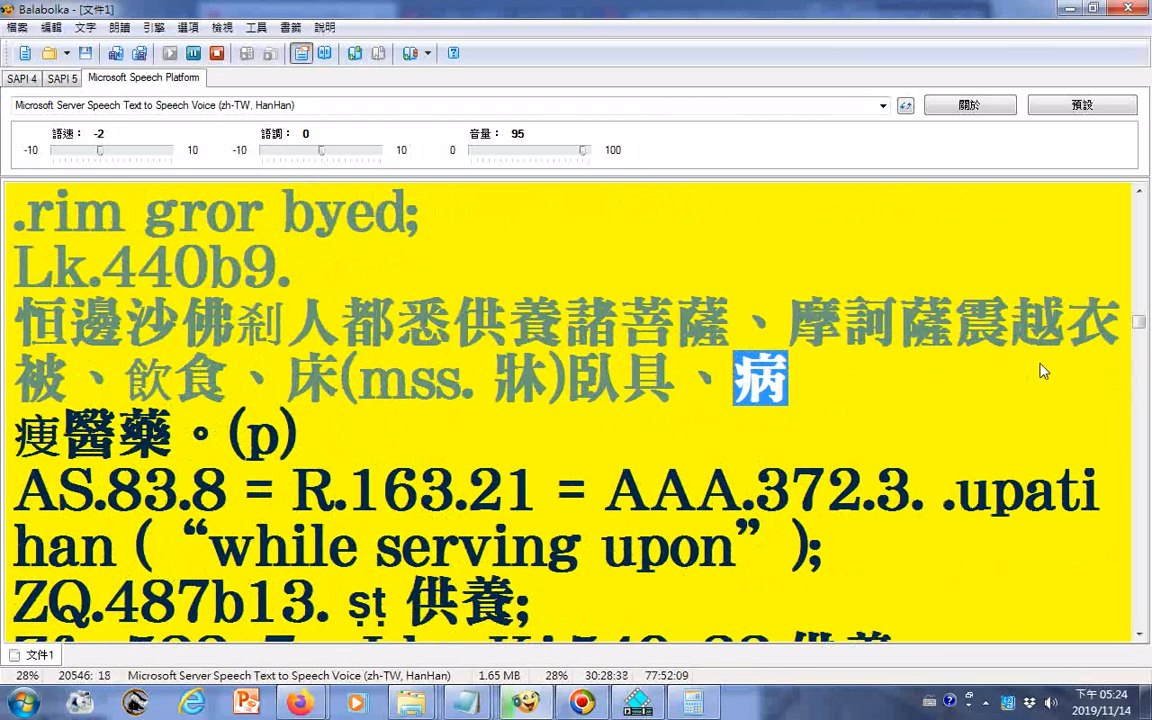 Balabolka - [文件1]
檔案 編輯 文字 朗讀 引擎 選項 檢視 工具 書籤 說明
SAPI 4 SAPI 5 Microsoft Speech Platform
Microsoft Server Speech Text to Speech Voice (zh-TW, HanHan) 關於 預設
語速： -2 語調： 0 音量： 95
-10 10 -10 10 0 100
.rim gror byed;
Lk.440b9.
恒邊沙佛剎人都悉供養諸菩薩、摩訶薩震越衣
被、飲食、床(mss. 牀)臥具、病
瘦醫藥。(p)
AS.83.8 = R.163.21 = AAA.372.3. .upati
han (“while serving upon”);
ZQ.487b13. ṣṭ 供養;
文件1
28% 20546: 18 Microsoft Server Speech Text to Speech Voice (zh-TW, HanHan) 1.65 MB 28% 30:28:38 77:52:09
下午 05:24
2019/11/14